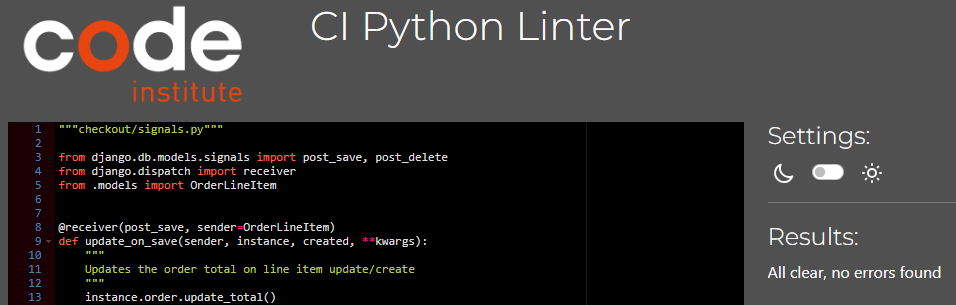 code
institute
CI Python Linter
1 """checkout/signals.py"""
2
3 from django.db.models.signals import post_save, post_delete
4 from django.dispatch import receiver
5 from .models import OrderLineItem
6
7
8 @receiver(post_save, sender=OrderLineItem)
9 def update_on_save(sender, instance, created, **kwargs):
10     """
11     Updates the order total on line item update/create
12     """
13     instance.order.update_total()
Settings:
Results:
All clear, no errors found